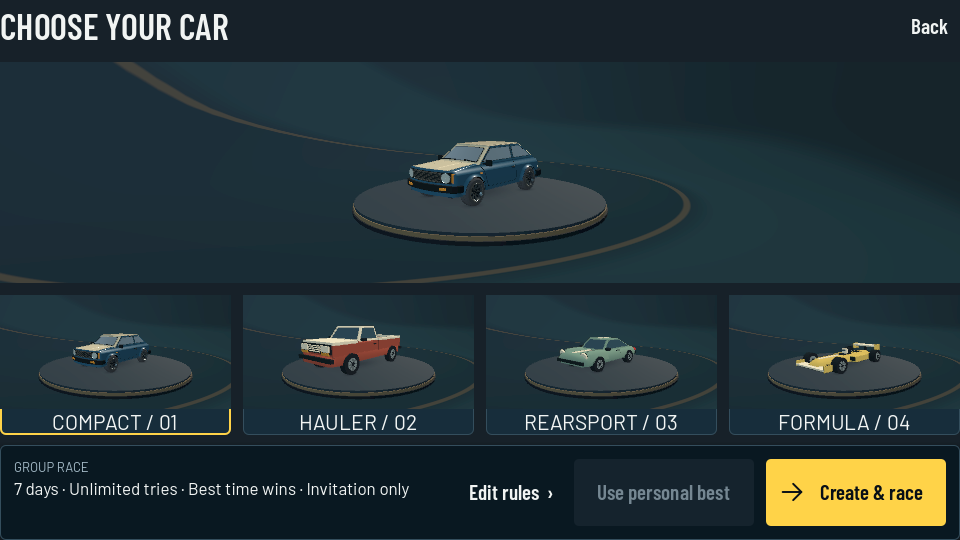 CHOOSE YOUR CAR
Back
COMPACT / 01
HAULER / 02
REARSPORT / 03
FORMULA / 04
GROUP RACE
7 days · Unlimited tries · Best time wins · Invitation only
Edit rules ›
Use personal best
→ Create & race